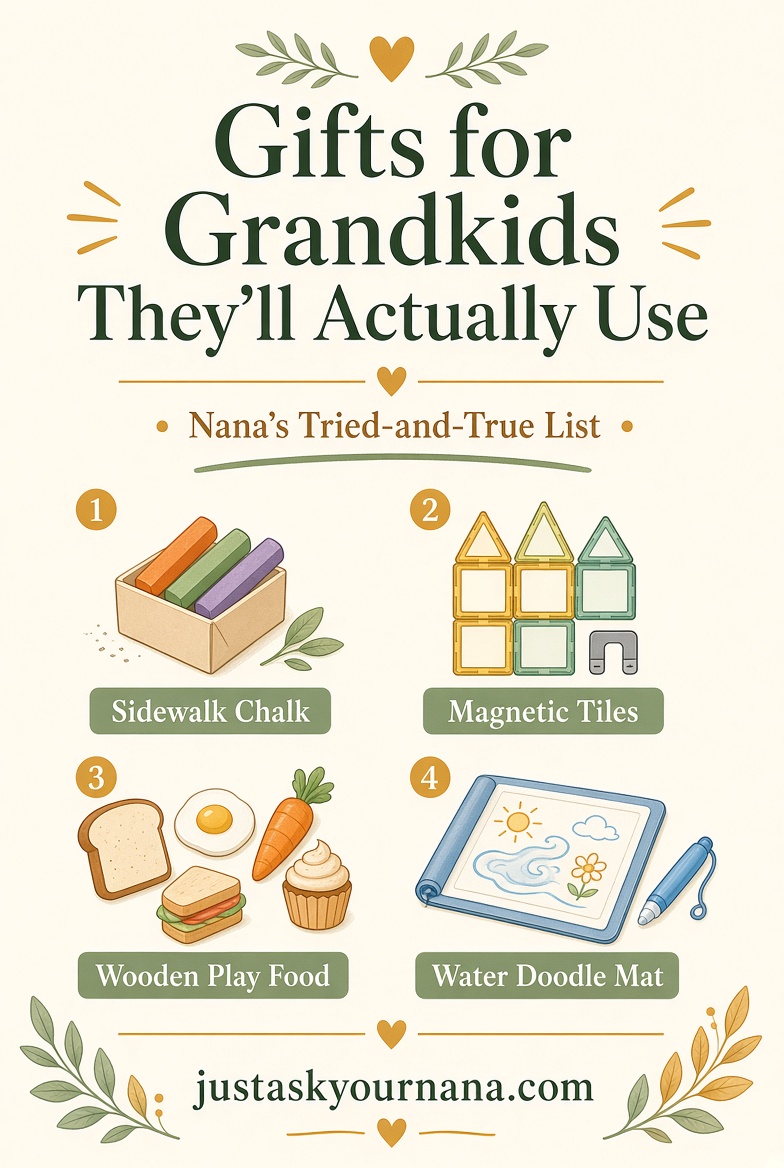 Gifts for
Grandkids
They’ll Actually Use
• Nana’s Tried-and-True List •
1
Sidewalk Chalk
2
Magnetic Tiles
3
Wooden Play Food
4
Water Doodle Mat
justaskyournana.com